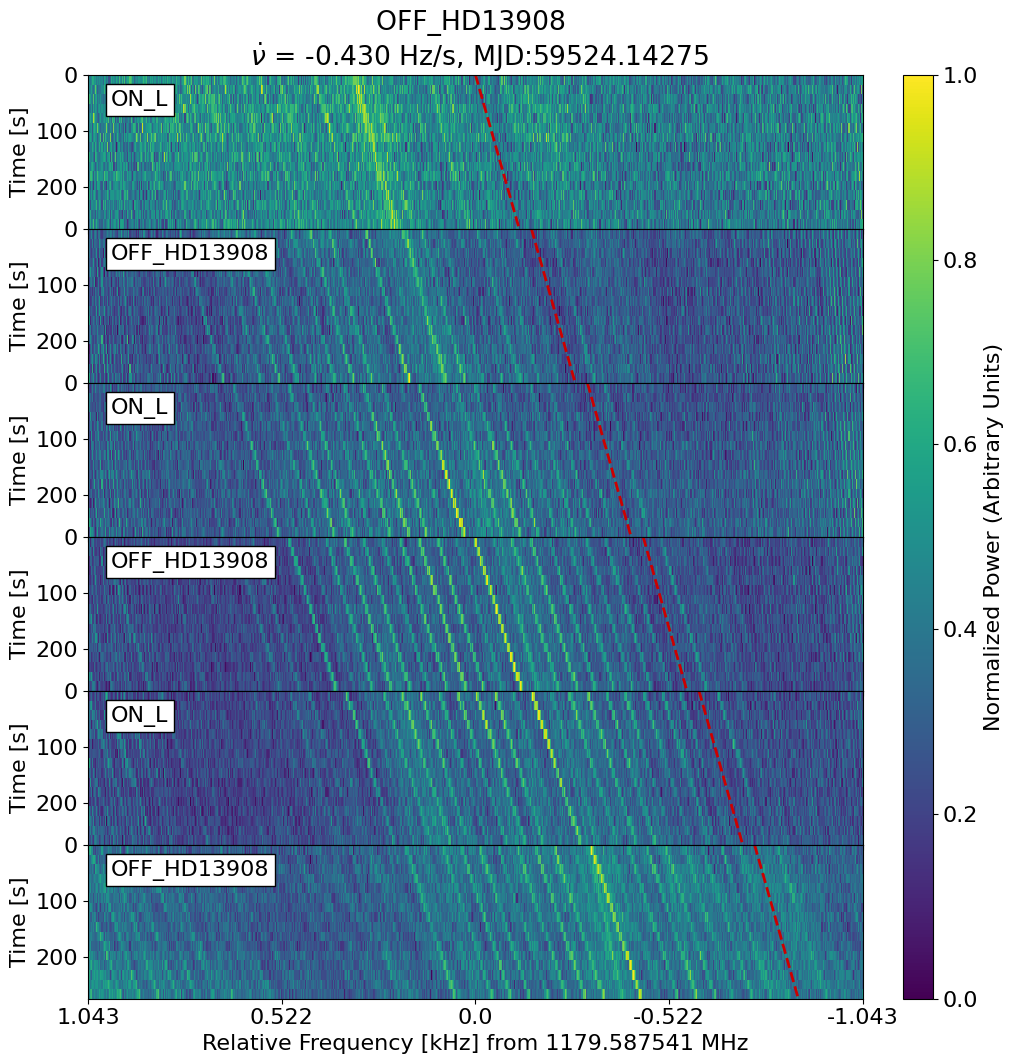 OFF_HD13908
ν̇ = -0.430 Hz/s, MJD:59524.14275
ON_L
OFF_HD13908
ON_L
OFF_HD13908
ON_L
OFF_HD13908
Time [s]
Time [s]
Time [s]
Time [s]
Time [s]
Time [s]
0
100
200
0
100
200
0
100
200
0
100
200
0
100
200
0
100
200
1.043
0.522
0.0
-0.522
-1.043
Relative Frequency [kHz] from 1179.587541 MHz
1.0
0.8
0.6
0.4
0.2
0.0
Normalized Power (Arbitrary Units)